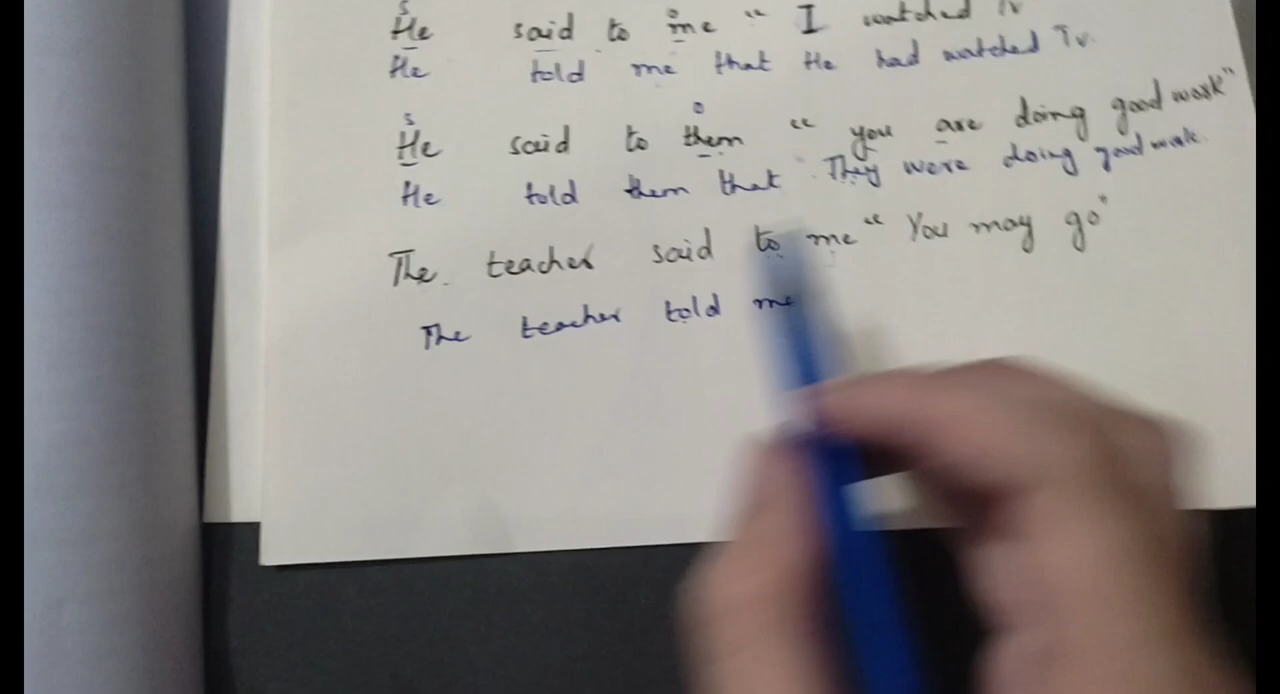 S O
He said to me “ I watched Tv
He told me that He had watched Tv.
S O
He said to them “ you are doing good work”
He told them that They were doing good work.
The. teacher said to me “ You may go”
The teacher told me